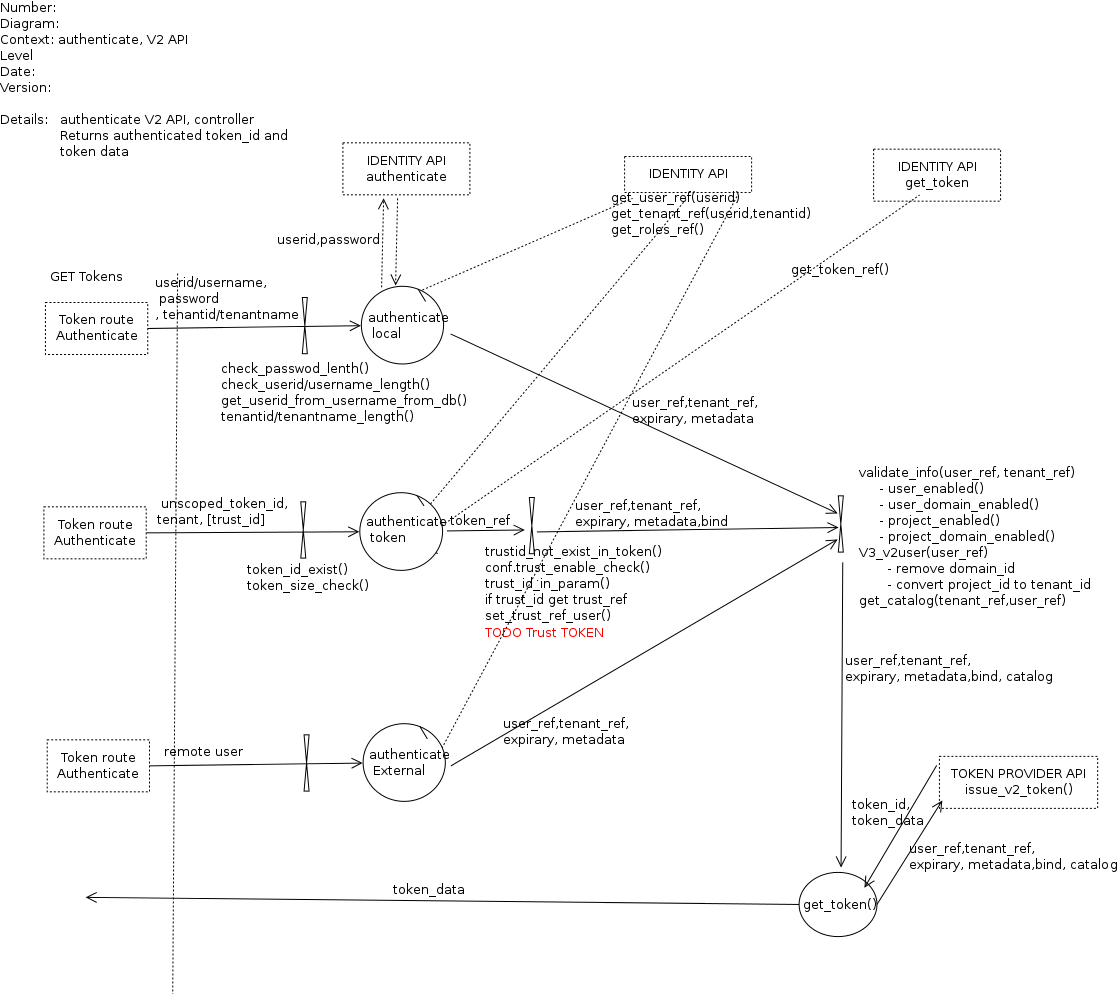 Number:
Diagram:
Context: authenticate, V2 API
Level
Date:
Version:
Details: authenticate V2 API, controller
Returns authenticated token_id and
token data
IDENTITY API
authenticate
IDENTITY API
get_user_ref(userid)
get_tenant_ref(userid,tenantid)
get_roles_ref()
IDENTITY API
get_token
userid,password
get_token_ref()
GET Tokens
Token route
Authenticate
userid/username,
password
, tenantid/tenantname
authenticate
local
check_passwod_lenth()
check_userid/username_length()
get_userid_from_username_from_db()
tenantid/tenantname_length()
user_ref,tenant_ref,
expirary, metadata
Token route
Authenticate
unscoped_token_id,
tenant, [trust_id]
token_id_exist()
token_size_check()
authenticate
token
token_ref
user_ref,tenant_ref,
expirary, metadata,bind
trustid_not_exist_in_token()
conf.trust_enable_check()
trust_id_in_param()
if trust_id get trust_ref
set_trust_ref_user()
TODO Trust TOKEN
validate_info(user_ref, tenant_ref)
- user_enabled()
- user_domain_enabled()
- project_enabled()
- project_domain_enabled()
V3_v2user(user_ref)
- remove domain_id
- convert project_id to tenant_id
get_catalog(tenant_ref,user_ref)
user_ref,tenant_ref,
expirary, metadata,bind, catalog
Token route
Authenticate
remote user
authenticate
External
user_ref,tenant_ref,
expirary, metadata
TOKEN PROVIDER API
issue_v2_token()
token_id,
token_data
user_ref,tenant_ref,
expirary, metadata,bind, catalog
get_token()
token_data